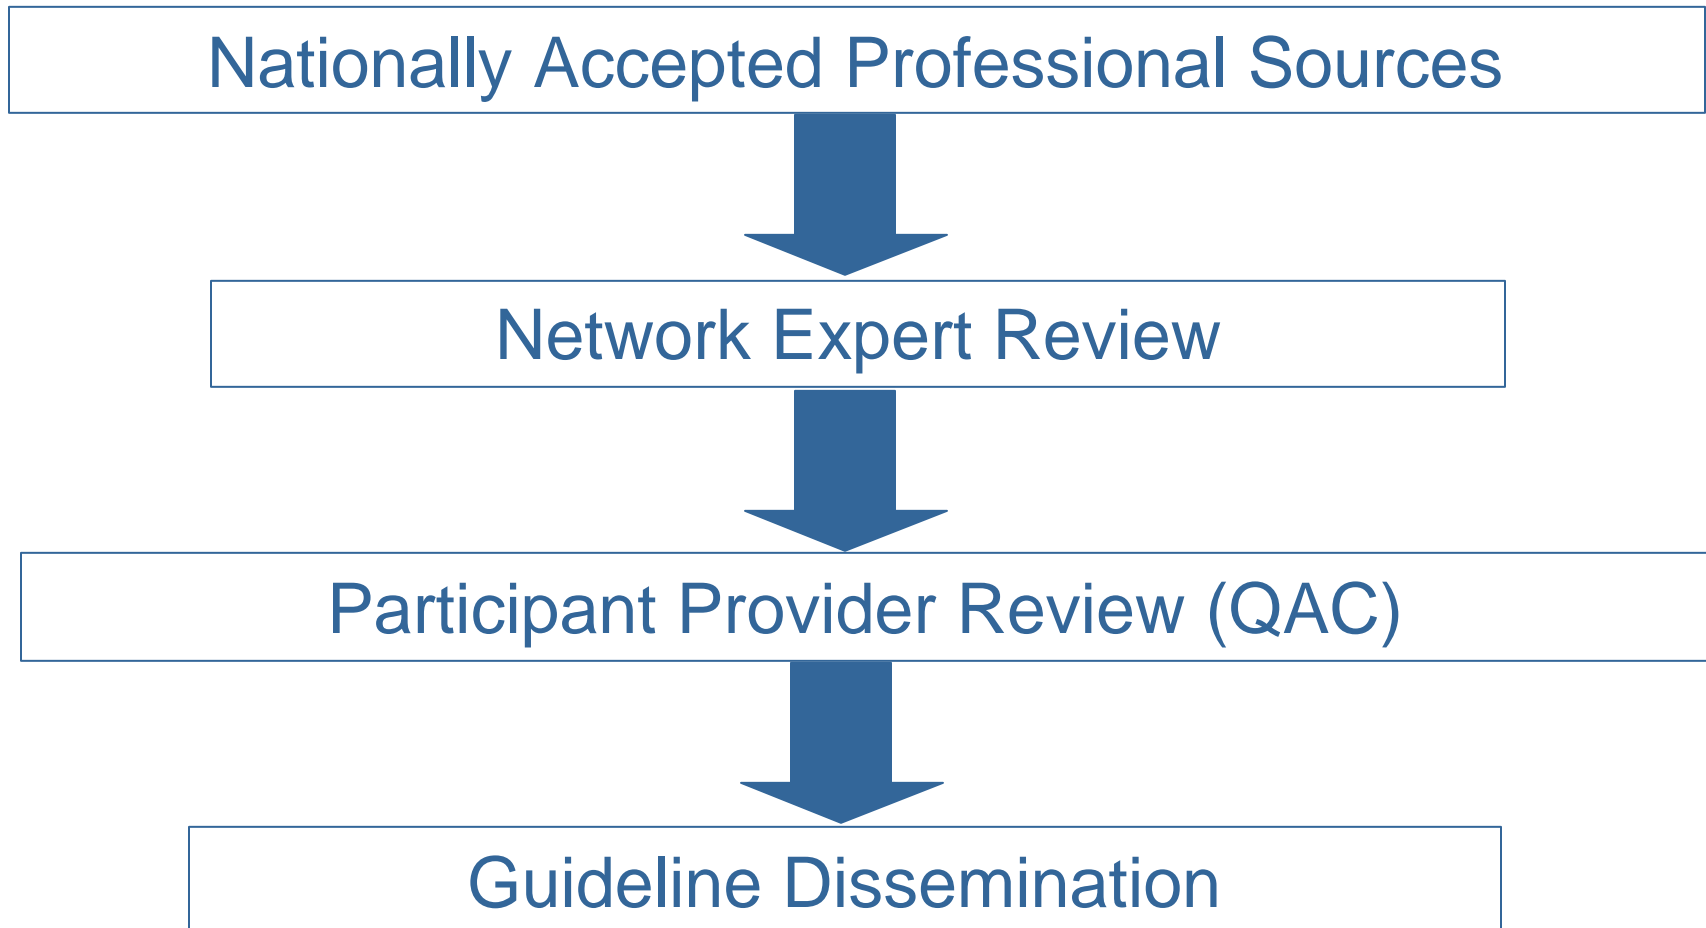 Nationally Accepted Professional Sources
Network Expert Review
Participant Provider Review (QAC)
Guideline Dissemination